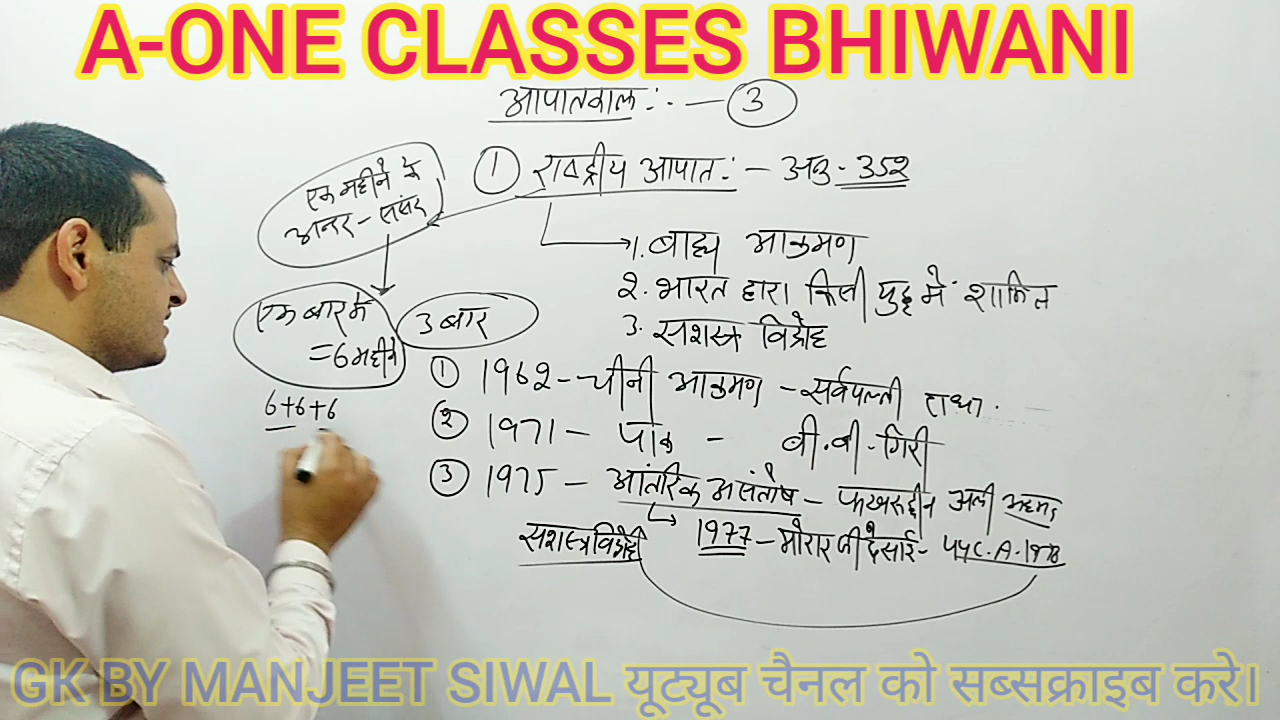 A-ONE CLASSES BHIWANI
आपातकाल :- — 3
1 राष्ट्रीय आपात :- अनु - 352
एक महीने के
अन्दर - संसद
1. बाह्य आक्रमण
2. भारत द्वारा किसी युद्ध में शामिल
3. सशस्त्र विद्रोह
एक बार के
= 6 महीने
3 बार
6+6+6
① 1962 - चीनी आक्रमण - सर्वपल्ली राधा.
② 1971 - पाक - वी.वी-गिरी
③ 1975 - आंतरिक असंतोष - फखरूद्दीन अली अहमद
सशस्त्र विद्रोह
1977 - मोरारजी देसाई - 44 C.A-1978
GK BY MANJEET SIWAL यूट्यूब चैनल को सब्सक्राइब करे।